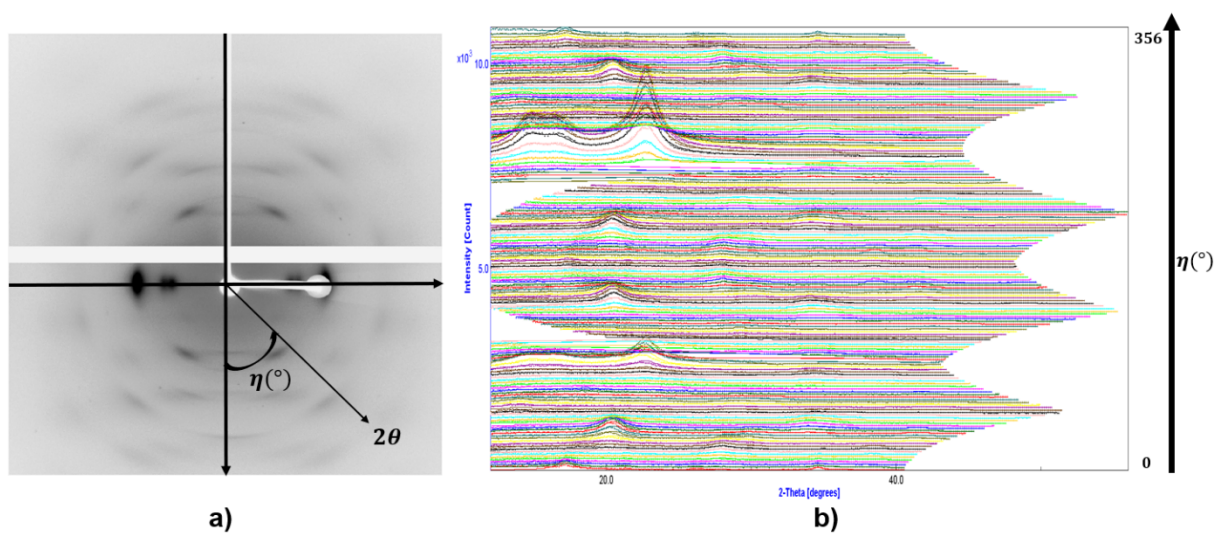 η(°)
2θ
a)
x10³
10.0
5.0
Intensity [Count]
20.0
40.0
2-Theta [degrees]
356
η(°)
0
b)